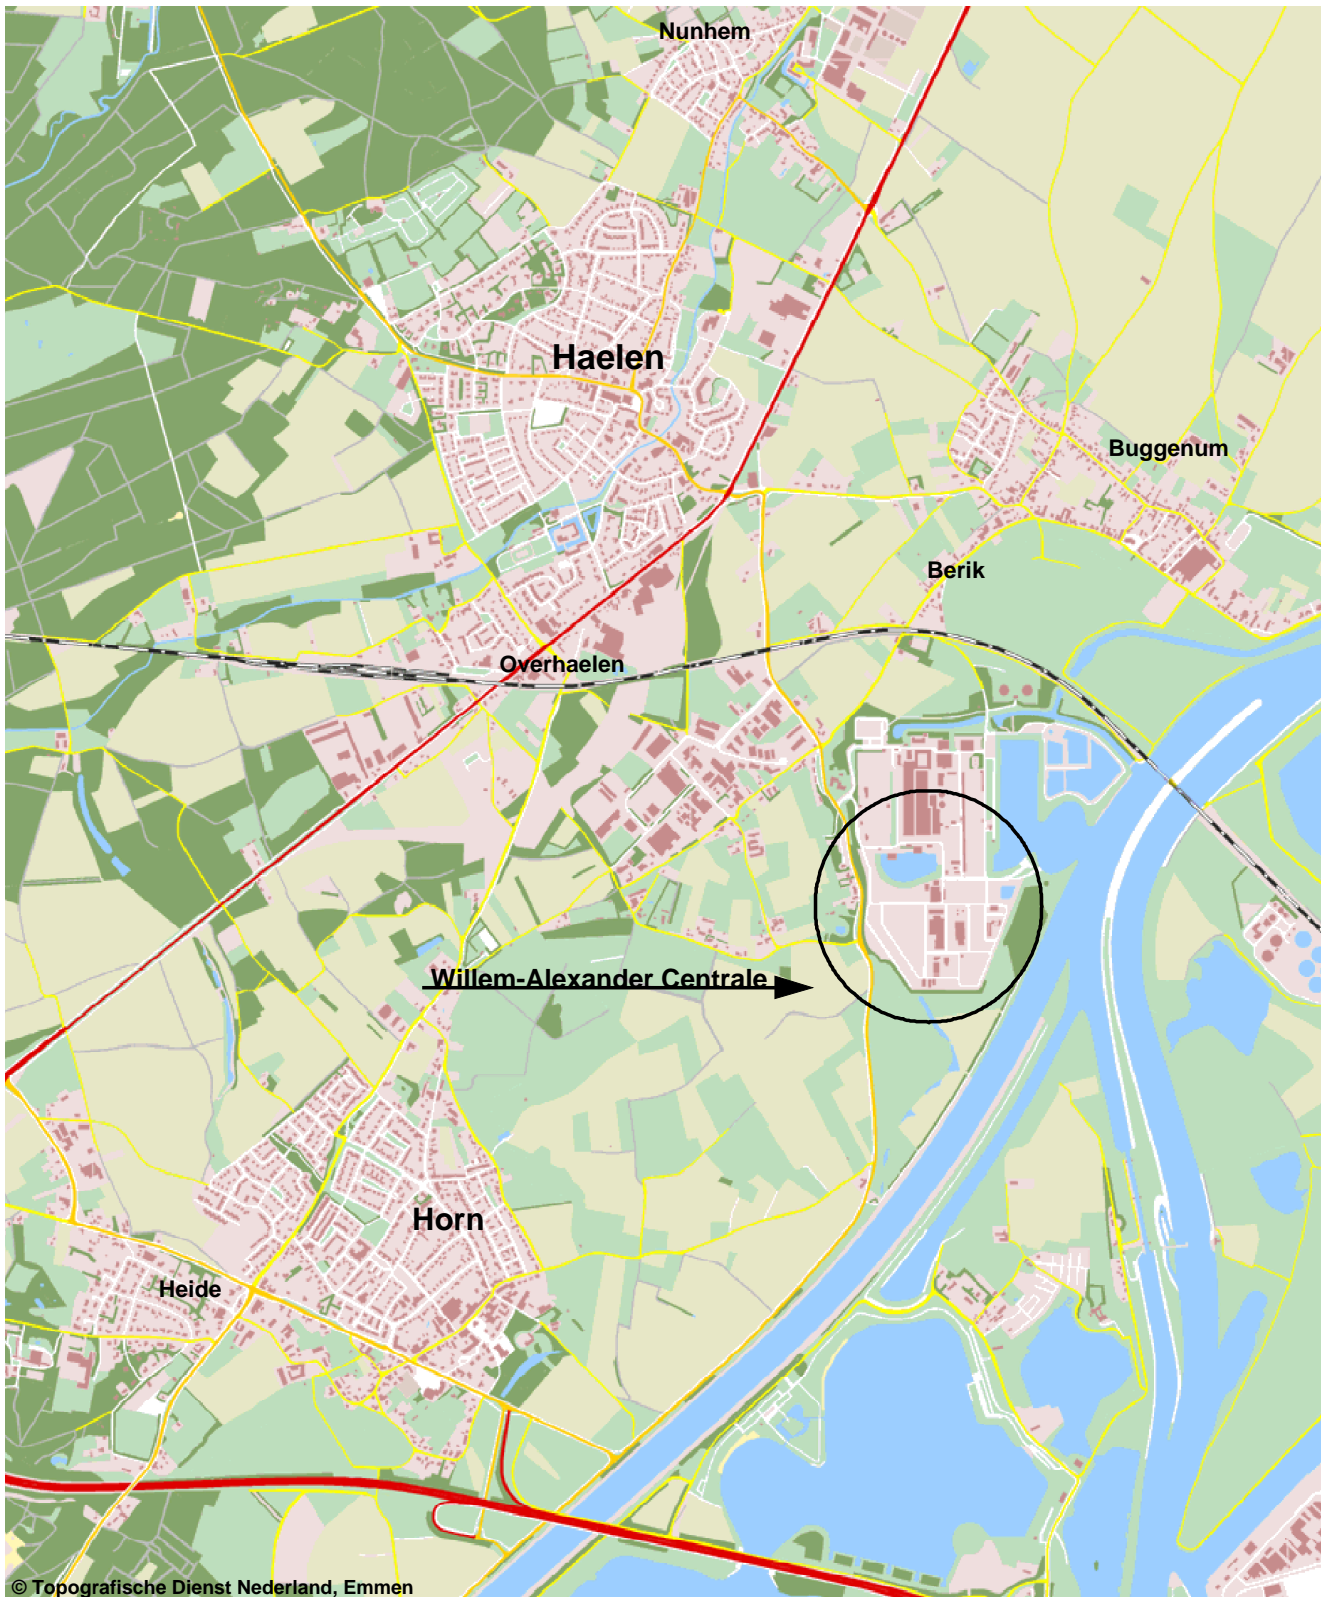 Nunhem
Haelen
Buggenum
Berik
Overhaelen
Willem-Alexander Centrale
Horn
Heide
© Topografische Dienst Nederland, Emmen